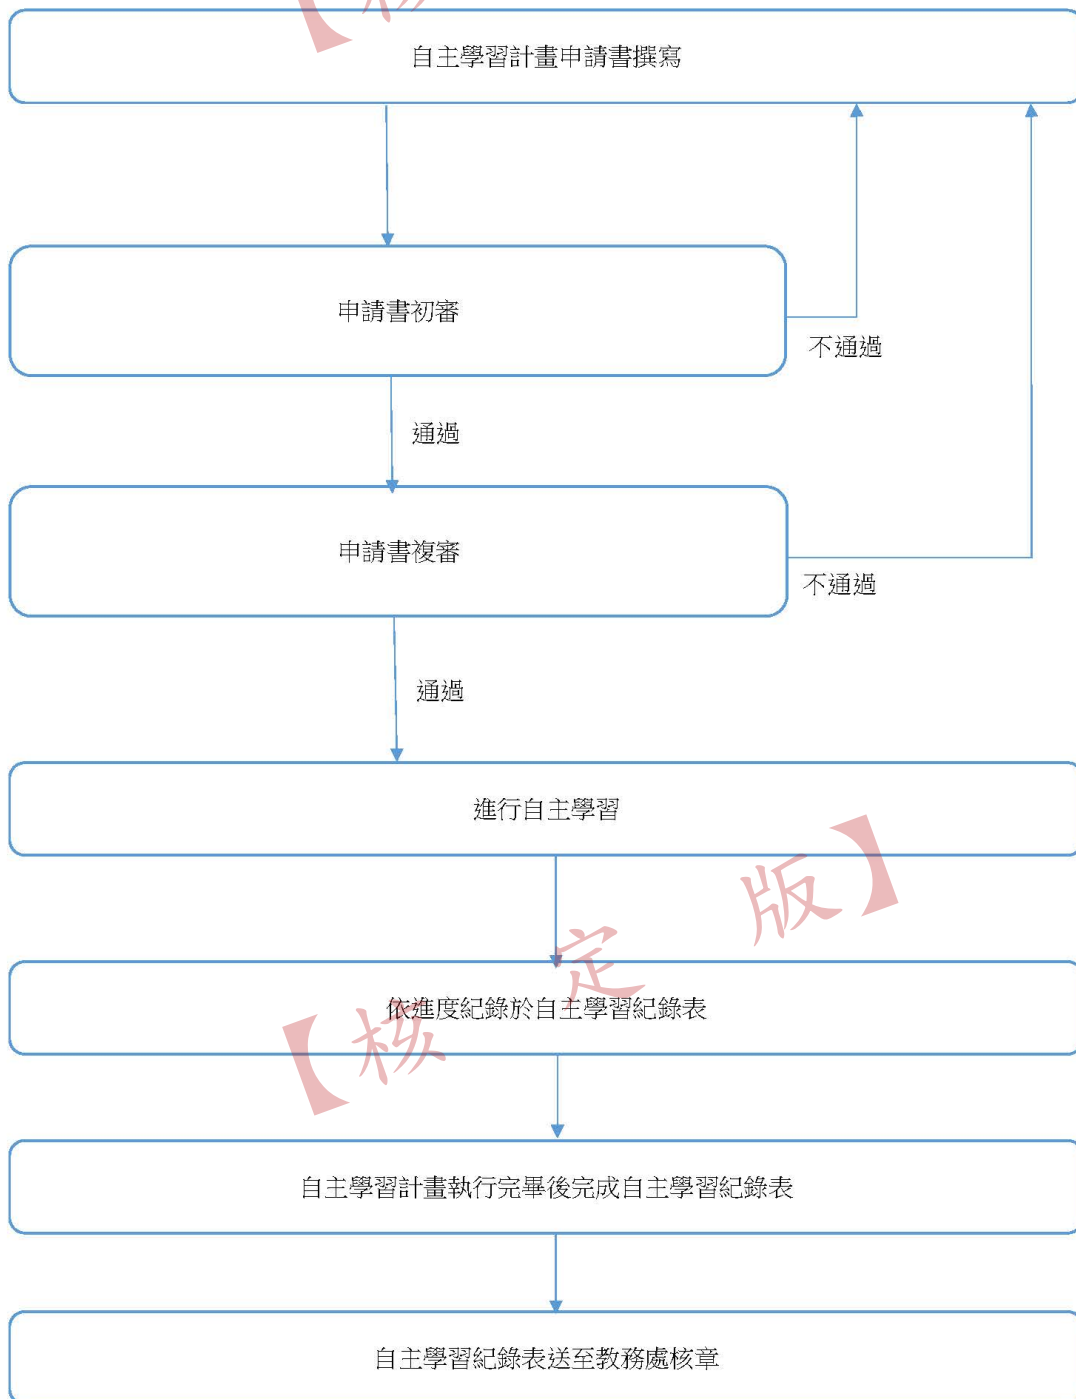 自主學習計畫申請書撰寫
申請書初審
不通過
通過
申請書複審
不通過
通過
進行自主學習
依進度紀錄於自主學習紀錄表
【核定版】
自主學習計畫執行完畢後完成自主學習紀錄表
自主學習紀錄表送至教務處核章